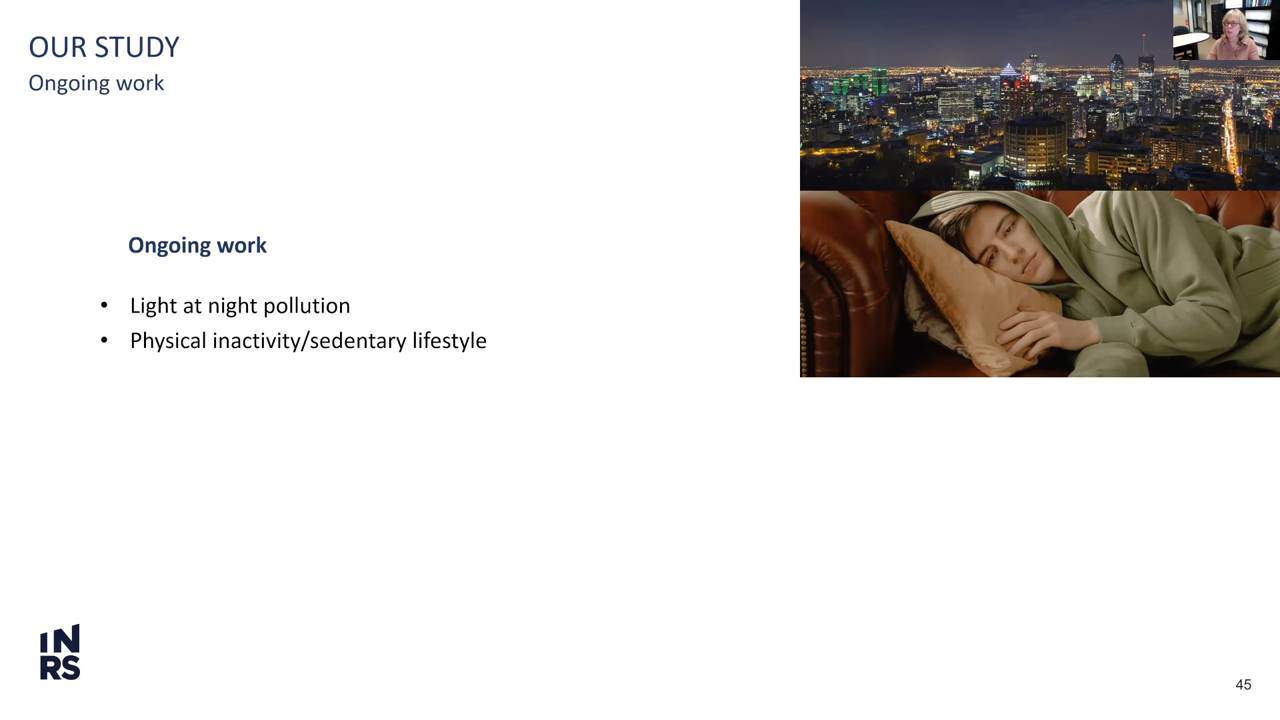 OUR STUDY
Ongoing work
Ongoing work
• Light at night pollution
• Physical inactivity/sedentary lifestyle
IN
RS
45